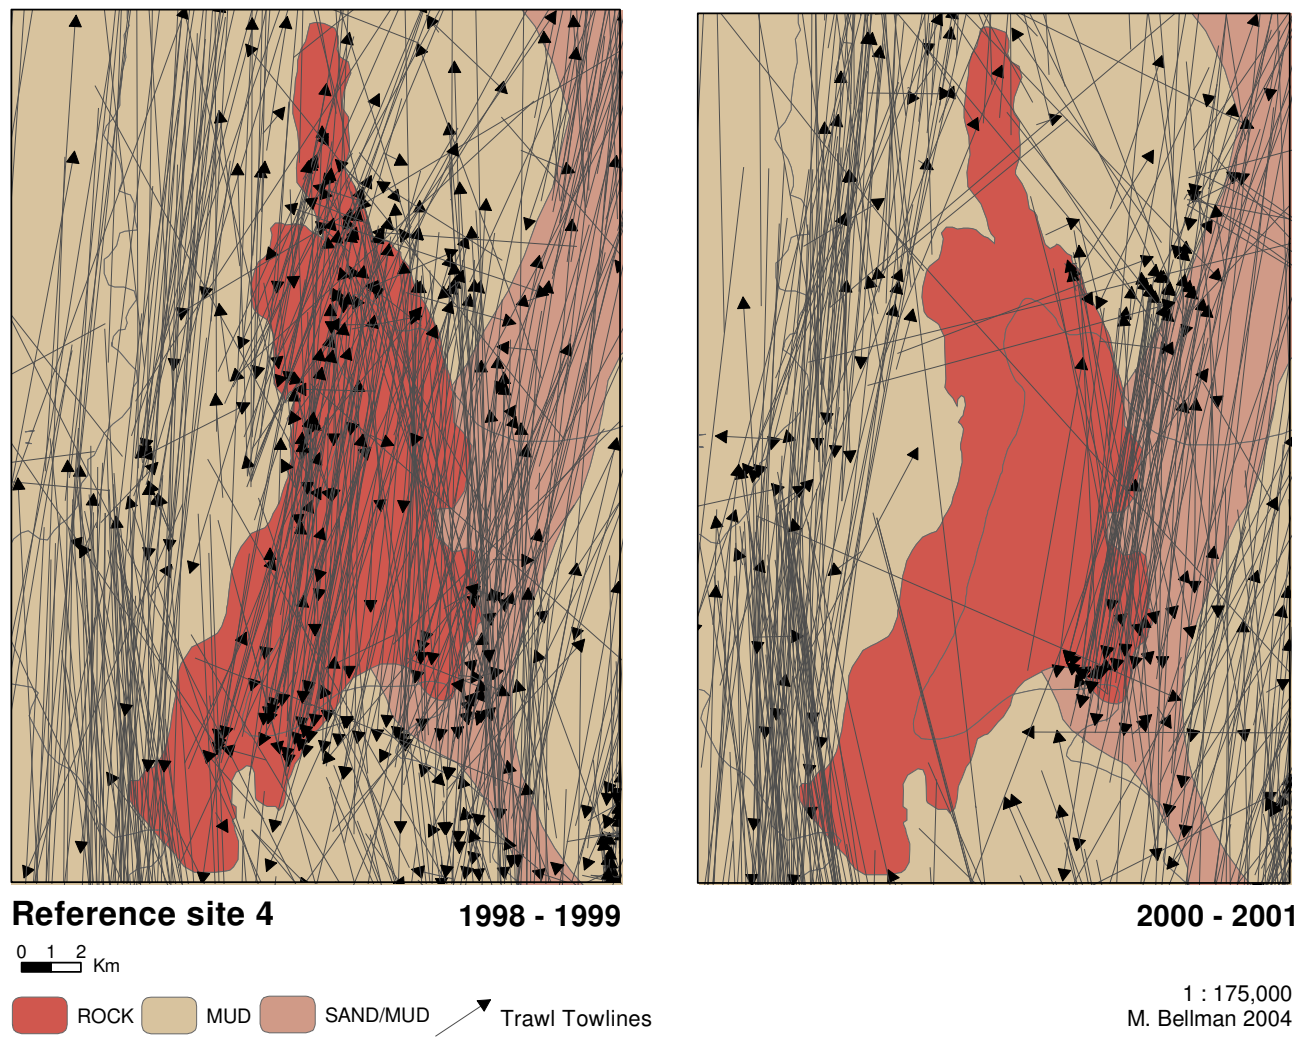 Reference site 4 1998 - 1999 2000 - 2001
0 1 2
Km
ROCK MUD SAND/MUD Trawl Towlines
1 : 175,000
M. Bellman 2004